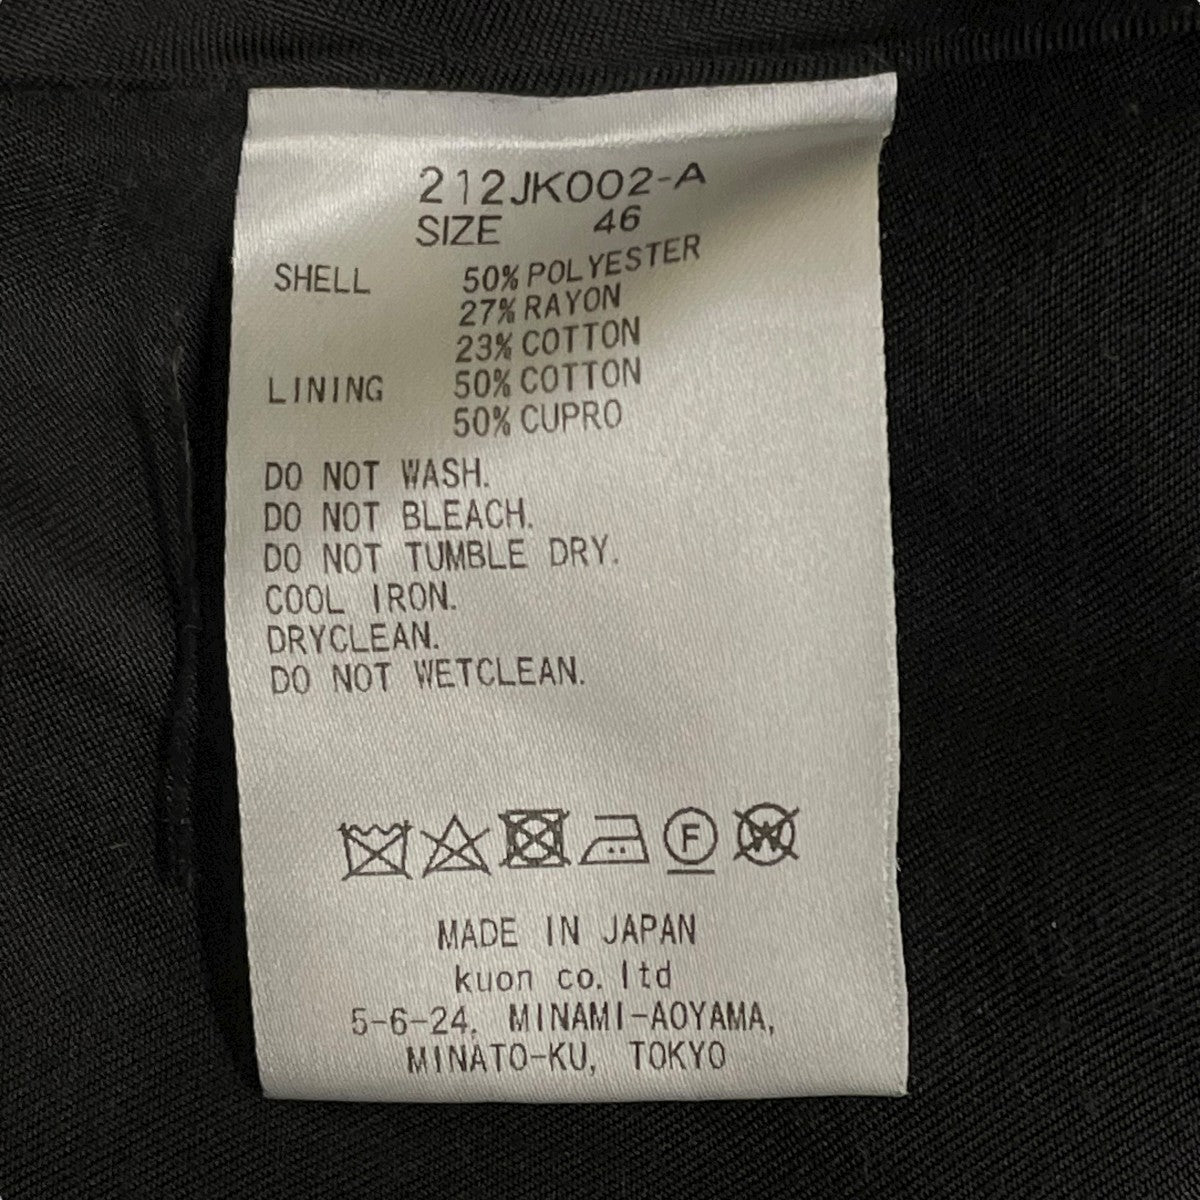 212JK002-A
SIZE 46
SHELL 50% POLYESTER
27% RAYON
23% COTTON
LINING 50% COTTON
50% CUPRO
DO NOT WASH.
DO NOT BLEACH.
DO NOT TUMBLE DRY.
COOL IRON.
DRYCLEAN.
DO NOT WETCLEAN.
F W
MADE IN JAPAN
kuon co. ltd
5-6-24, MINAMI-AOYAMA,
MINATO-KU, TOKYO